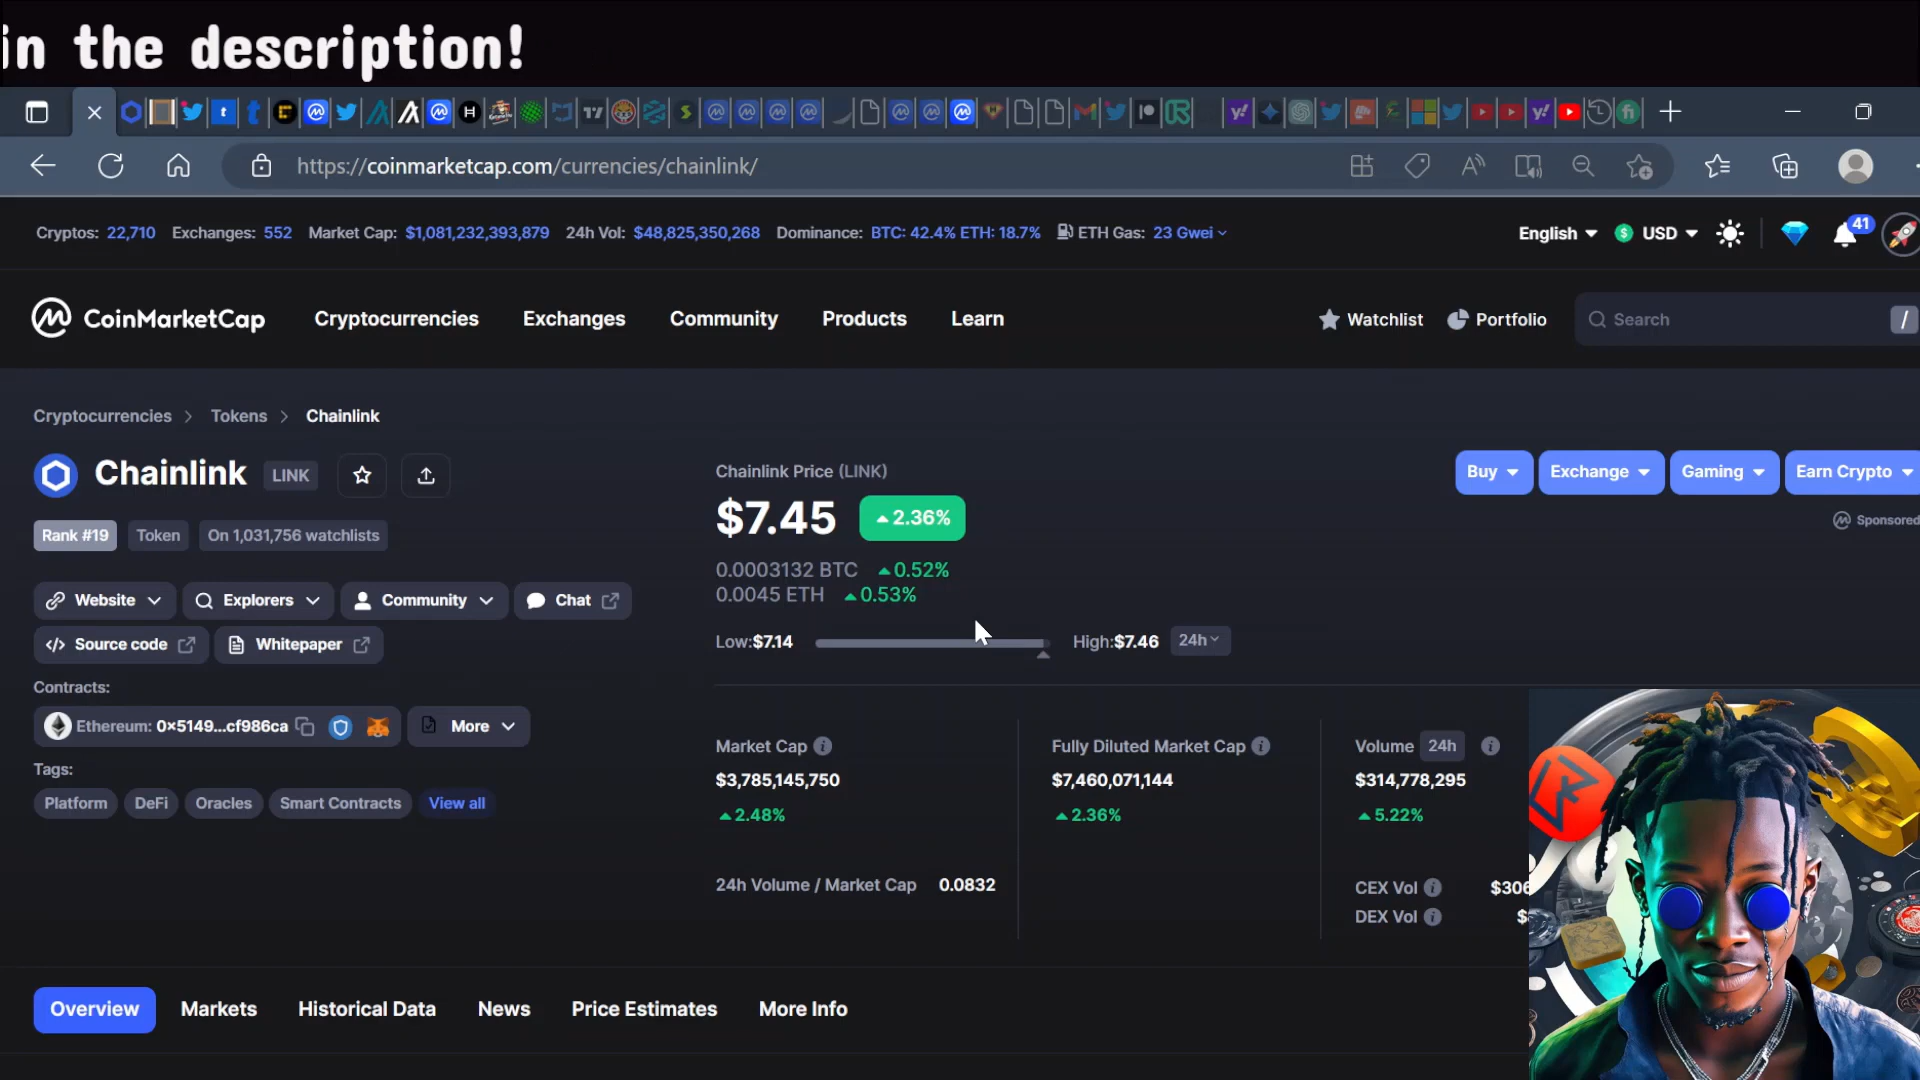 in the description!
https://coinmarketcap.com/currencies/chainlink/
Cryptos: 22,710 Exchanges: 552 Market Cap: $1,081,232,393,879 24h Vol: $48,825,350,268 Dominance: BTC: 42.4% ETH: 18.7% ETH Gas: 23 Gwei
English USD 41
CoinMarketCap Cryptocurrencies Exchanges Community Products Learn Watchlist Portfolio Search /
Cryptocurrencies > Tokens > Chainlink
Chainlink LINK
Rank #19 Token On 1,031,756 watchlists
Website Explorers Community Chat
Source code Whitepaper
Contracts:
Ethereum: 0x5149...cf986ca More
Tags:
Platform DeFi Oracles Smart Contracts View all
Chainlink Price (LINK)
$7.45 2.36%
0.0003132 BTC 0.52%
0.0045 ETH 0.53%
Low:$7.14 High:$7.46 24h
Buy Exchange Gaming Earn Crypto
Sponsored
Market Cap
$3,785,145,750
2.48%
24h Volume / Market Cap 0.0832
Fully Diluted Market Cap
$7,460,071,144
2.36%
Volume 24h
$314,778,295
5.22%
CEX Vol $306
DEX Vol $
Overview Markets Historical Data News Price Estimates More Info